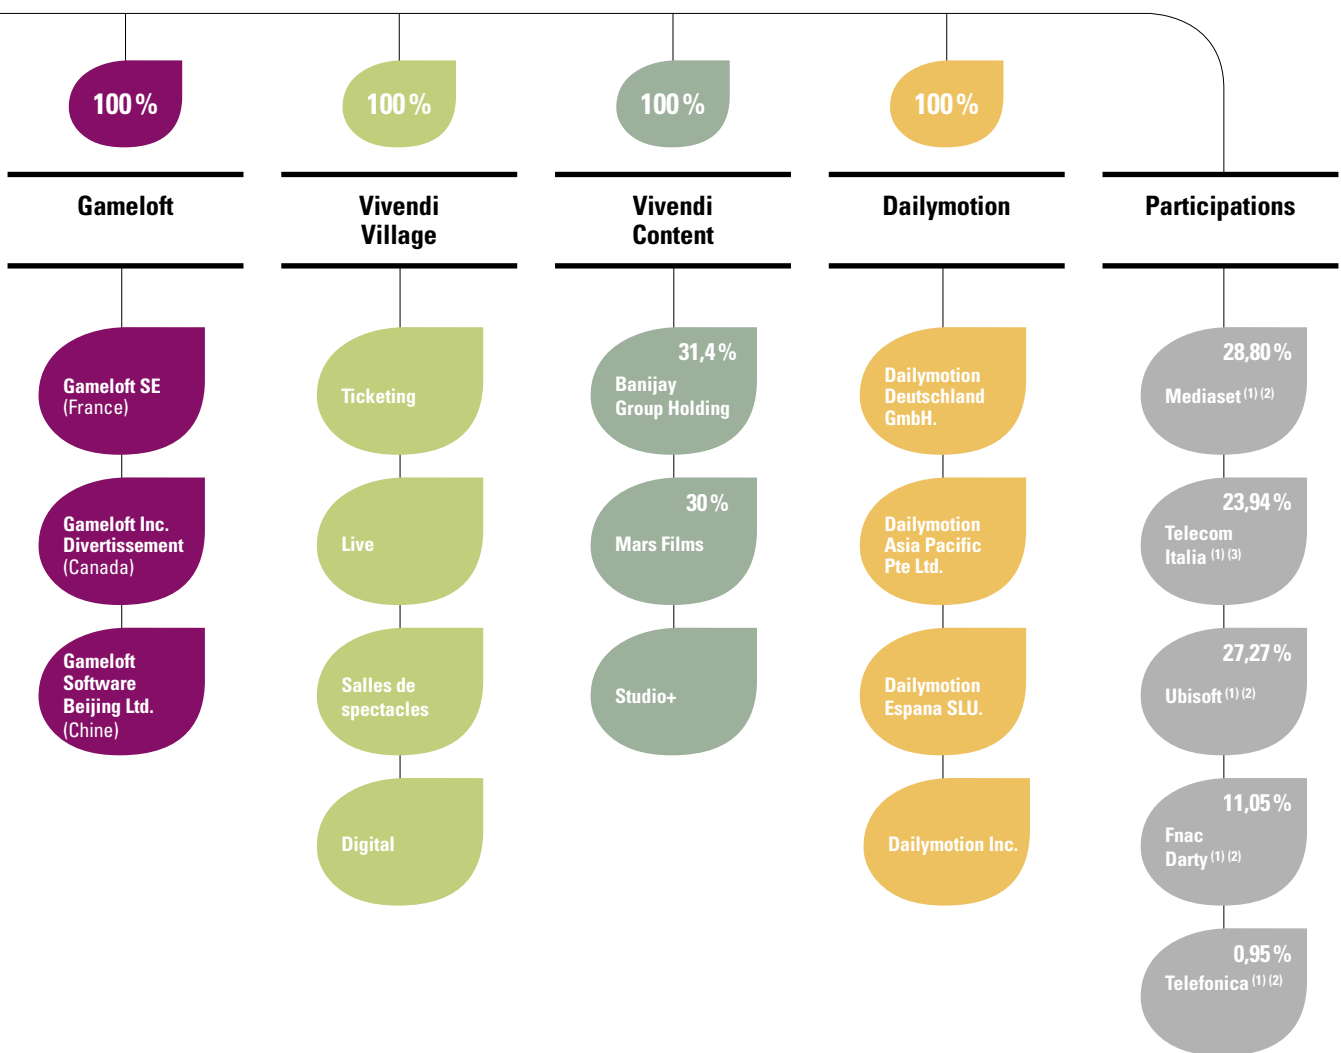 100 %
Gameloft
Gameloft SE
(France)
Gameloft Inc.
Divertissement
(Canada)
Gameloft
Software
Beijing Ltd.
(Chine)
100 %
Vivendi
Village
Ticketing
Live
Salles de
spectacles
Digital
100 %
Vivendi
Content
31,4 %
Banijay
Group Holding
30 %
Mars Films
Studio+
100 %
Dailymotion
Dailymotion
Deutschland
GmbH.
Dailymotion
Asia Pacific
Pte Ltd.
Dailymotion
Espana SLU.
Dailymotion Inc.
Participations
28,80 %
Mediaset (1) (2)
23,94 %
Telecom
Italia (1) (3)
27,27 %
Ubisoft (1) (2)
11,05 %
Fnac
Darty (1) (2)
0,95 %
Telefonica (1) (2)